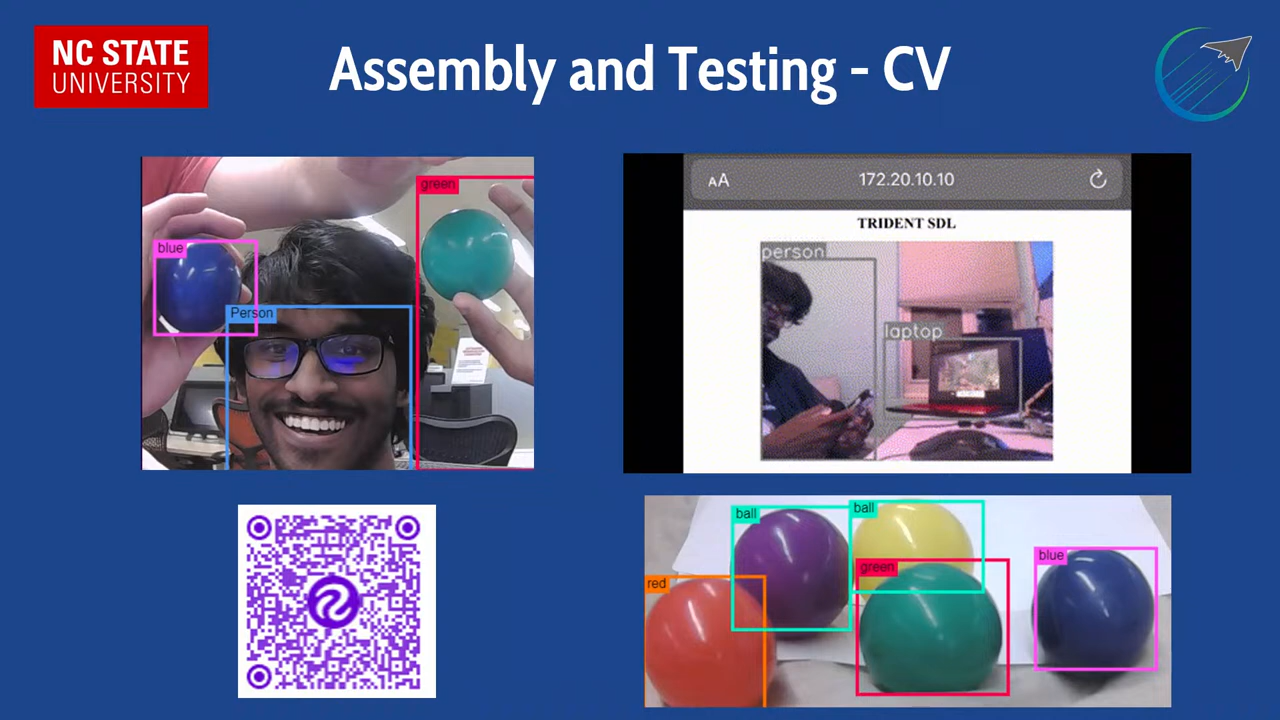 NC STATE
UNIVERSITY
Assembly and Testing - CV
blue
green
Person
AA
172.20.10.10
TRIDENT SDL
person
laptop
ball
ball
red
green
blue